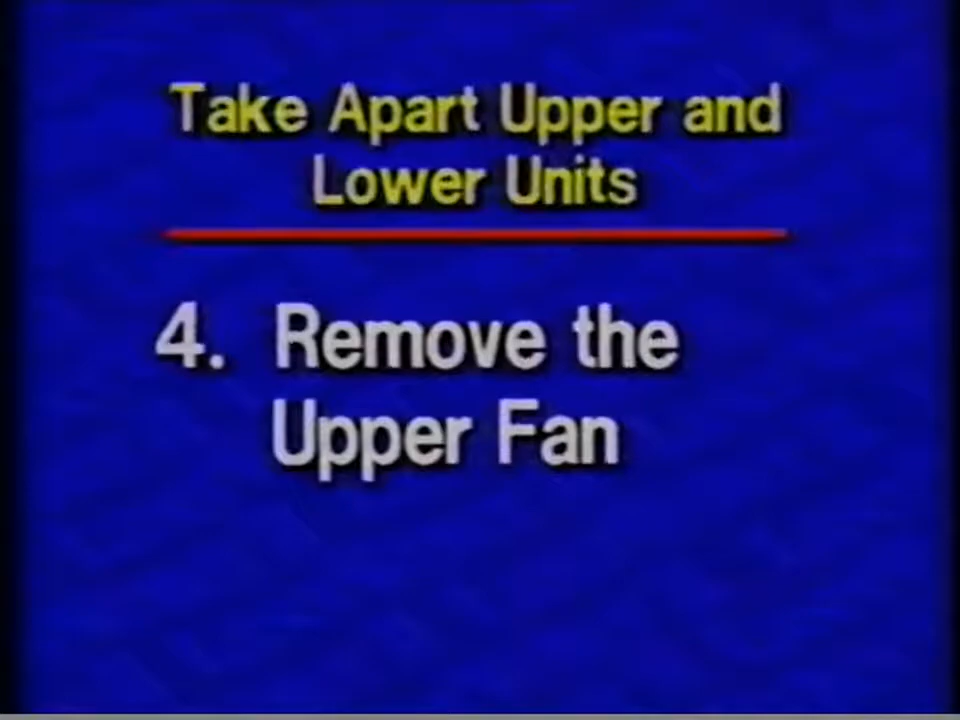 Take Apart Upper and
Lower Units
4. Remove the
Upper Fan